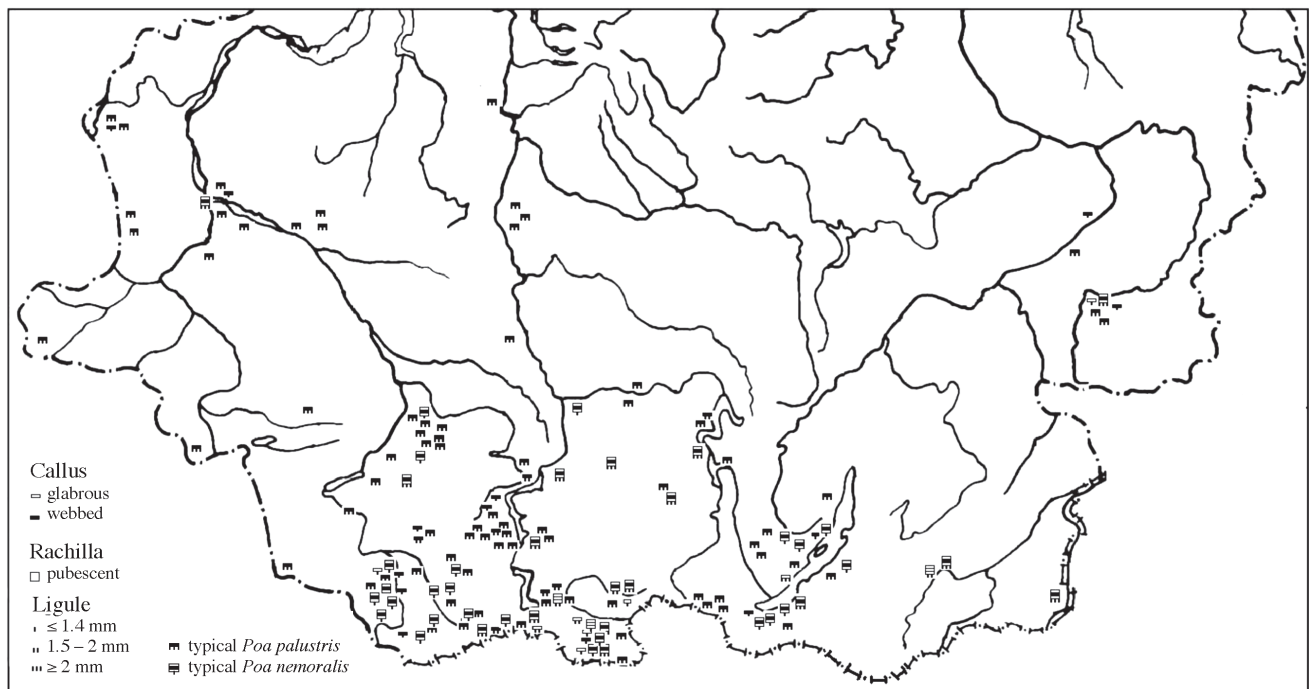 Callus
glabrous
webbed
Rachilla
pubescent
Ligule
≤ 1.4 mm
1.5 – 2 mm
≥ 2 mm
typical Poa palustris
typical Poa nemoralis